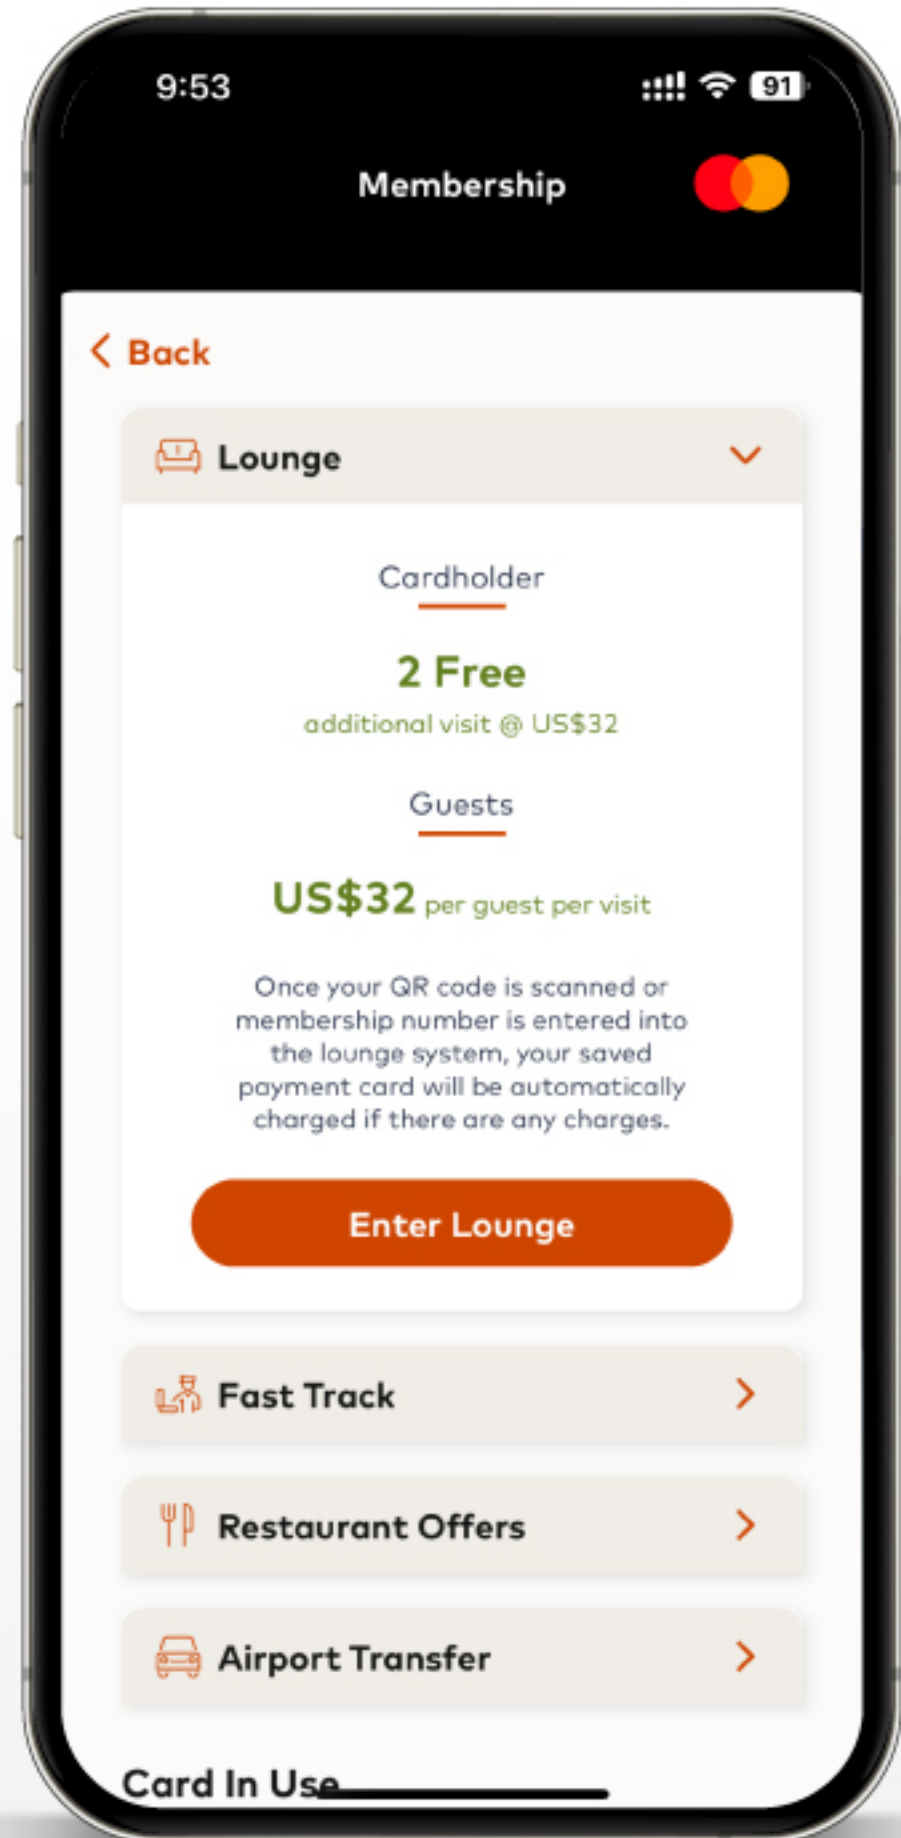 9:53
91
Membership
Back
Lounge
Cardholder
2 Free
additional visit @ US$32
Guests
US$32 per guest per visit
Once your QR code is scanned or
membership number is entered into
the lounge system, your saved
payment card will be automatically
charged if there are any charges.
Enter Lounge
Fast Track
Restaurant Offers
Airport Transfer
Card In Use